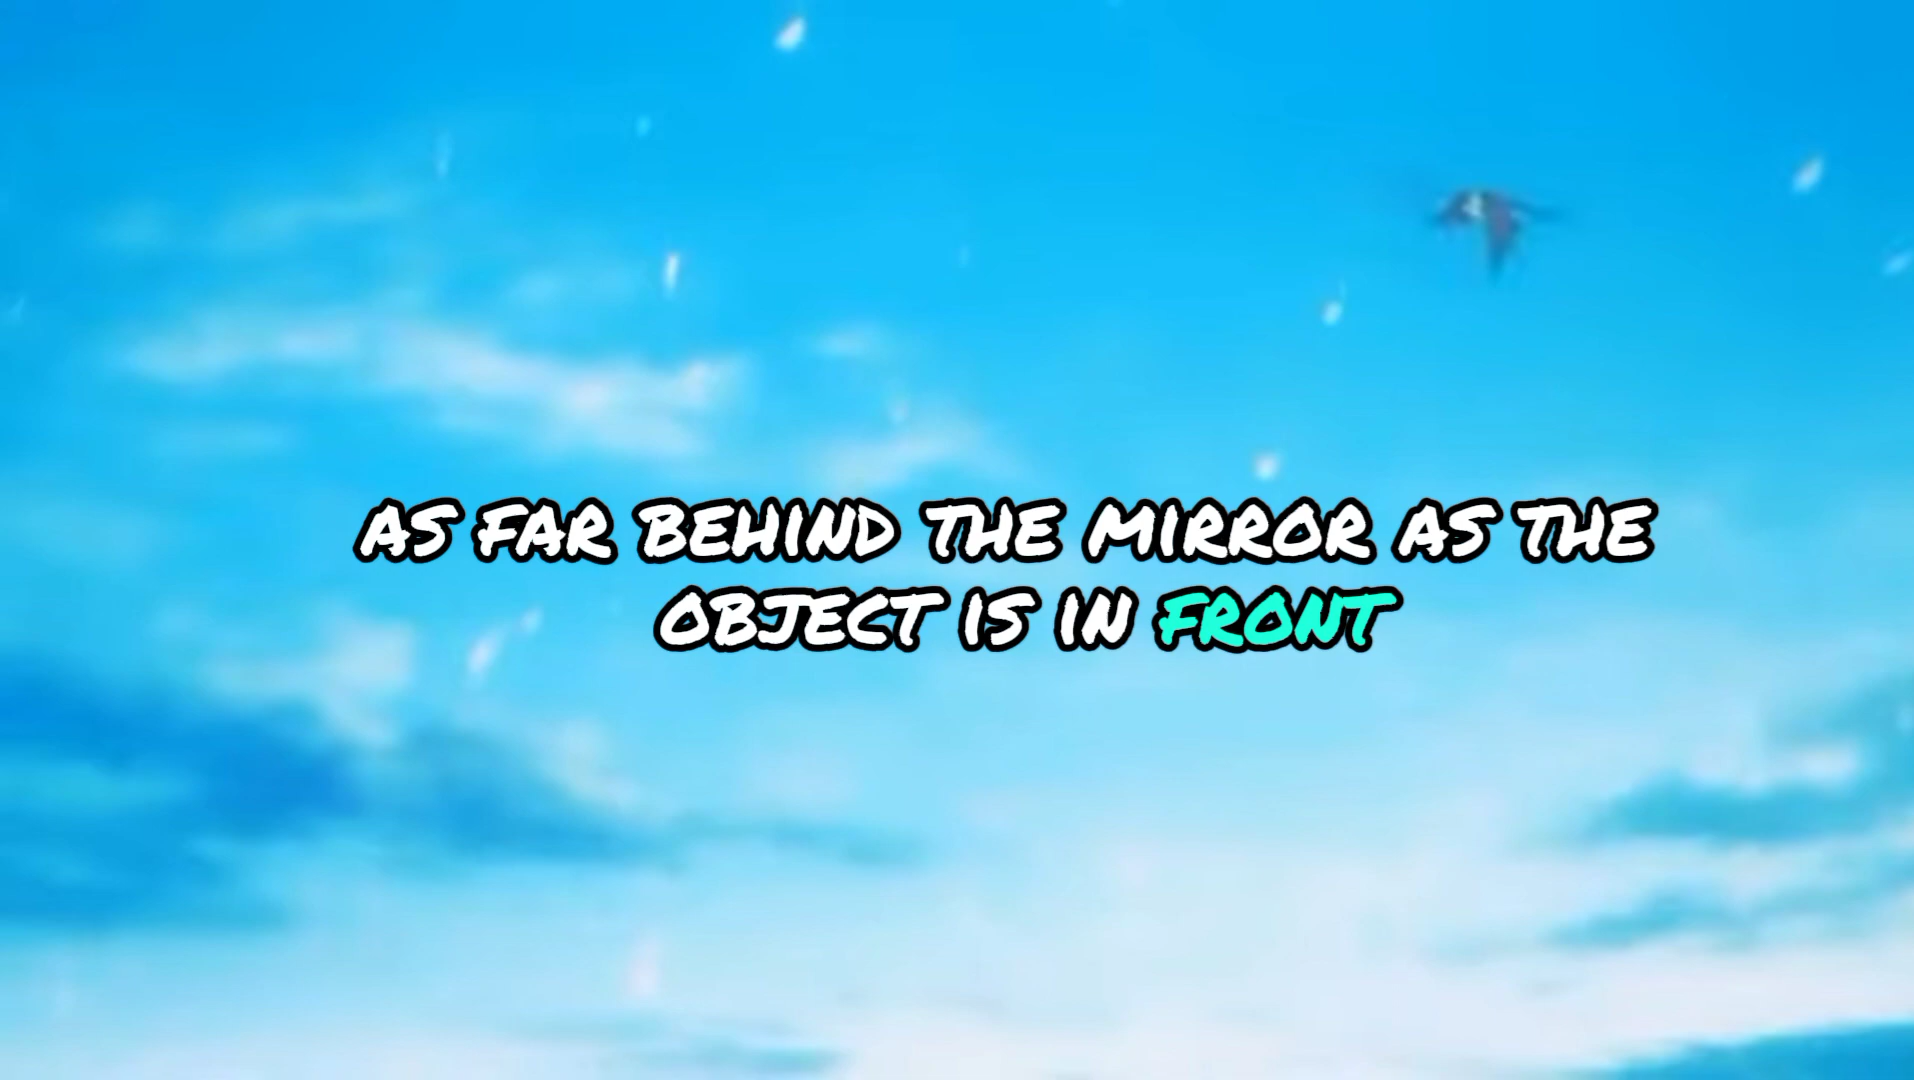 AS FAR BEHIND THE MIRROR AS THE
OBJECT IS IN FRONT